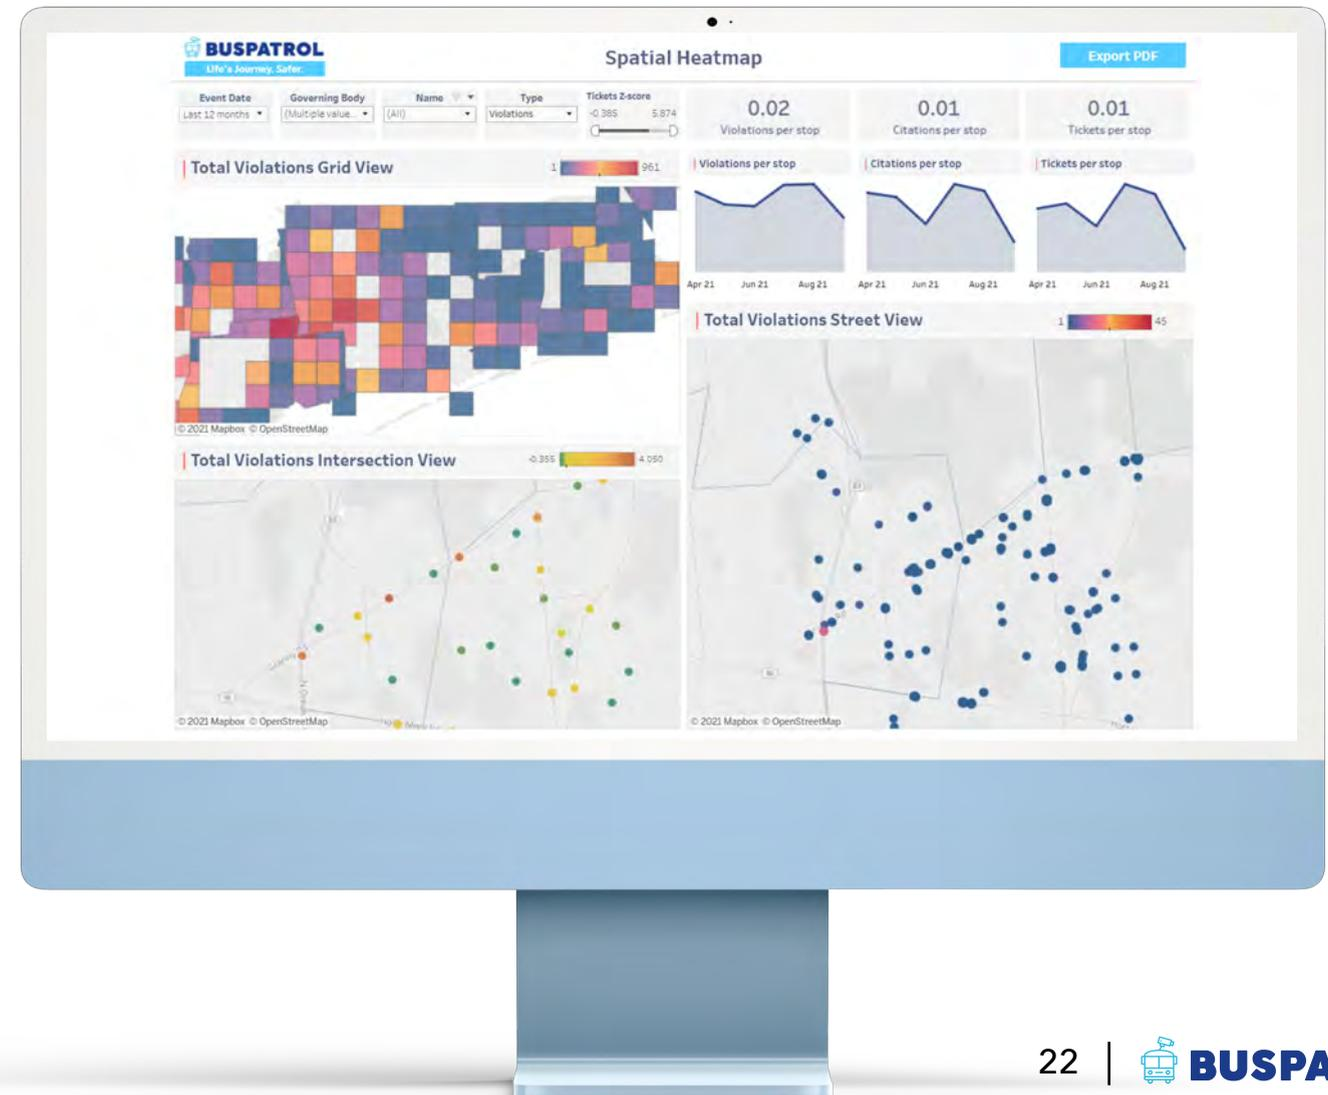 BUSPATROL
Life's Journey. Safer.
Spatial Heatmap
Export PDF
Event Date
Last 12 months
Governing Body
(Multiple value...
Name
(All)
Type
Violations
Tickets Z-score
-0.385 5.874
0.02
Violations per stop
0.01
Citations per stop
0.01
Tickets per stop
Total Violations Grid View
1 961
© 2021 Mapbox © OpenStreetMap
Violations per stop
Apr 21 Jun 21 Aug 21
Citations per stop
Apr 21 Jun 21 Aug 21
Tickets per stop
Apr 21 Jun 21 Aug 21
Total Violations Intersection View
-0.355 4.050
© 2021 Mapbox © OpenStreetMap
Total Violations Street View
1 45
© 2021 Mapbox © OpenStreetMap
22
BUSPA